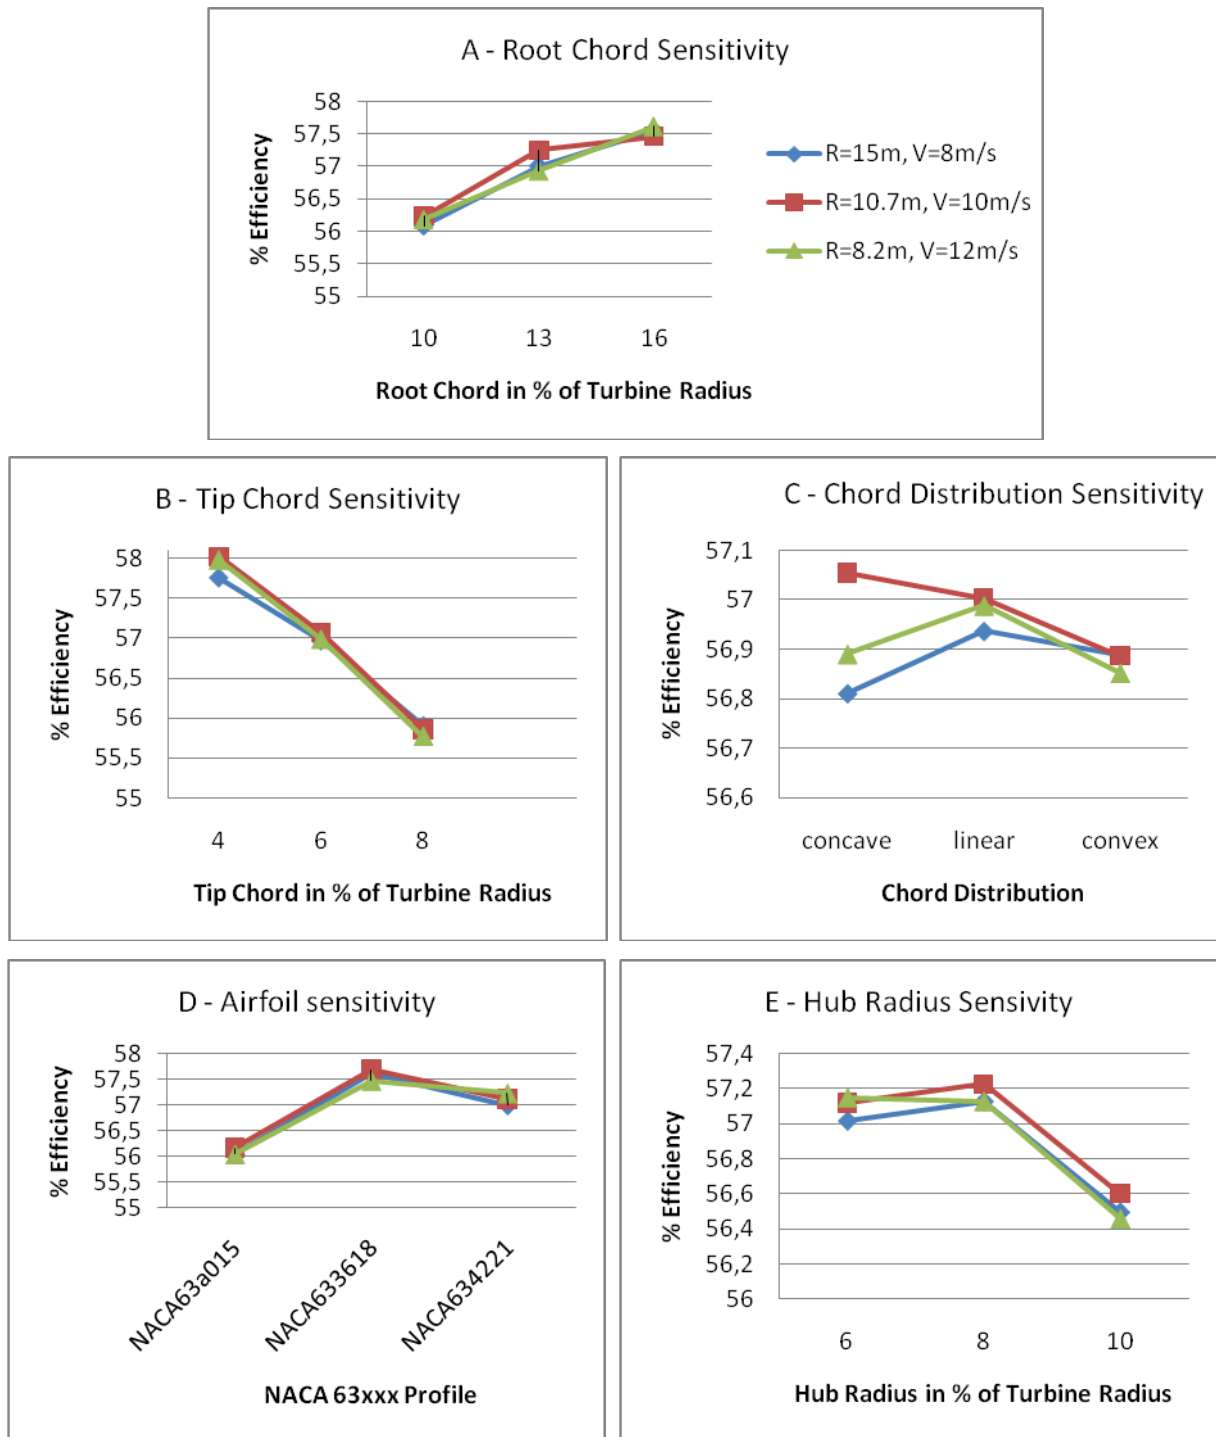 A - Root Chord Sensitivity
% Efficiency
58
57,5
57
56,5
56
55,5
55
10 13 16
Root Chord in % of Turbine Radius
R=15m, V=8m/s
R=10.7m, V=10m/s
R=8.2m, V=12m/s
B - Tip Chord Sensitivity
% Efficiency
58
57,5
57
56,5
56
55,5
55
4 6 8
Tip Chord in % of Turbine Radius
C - Chord Distribution Sensitivity
% Efficiency
57,1
57
56,9
56,8
56,7
56,6
concave linear convex
Chord Distribution
D - Airfoil sensitivity
% Efficiency
58
57,5
57
56,5
56
55,5
55
NACA63a015
NACA633618
NACA634221
NACA 63xxx Profile
E - Hub Radius Sensivity
% Efficiency
57,4
57,2
57
56,8
56,6
56,4
56,2
56
6 8 10
Hub Radius in % of Turbine Radius